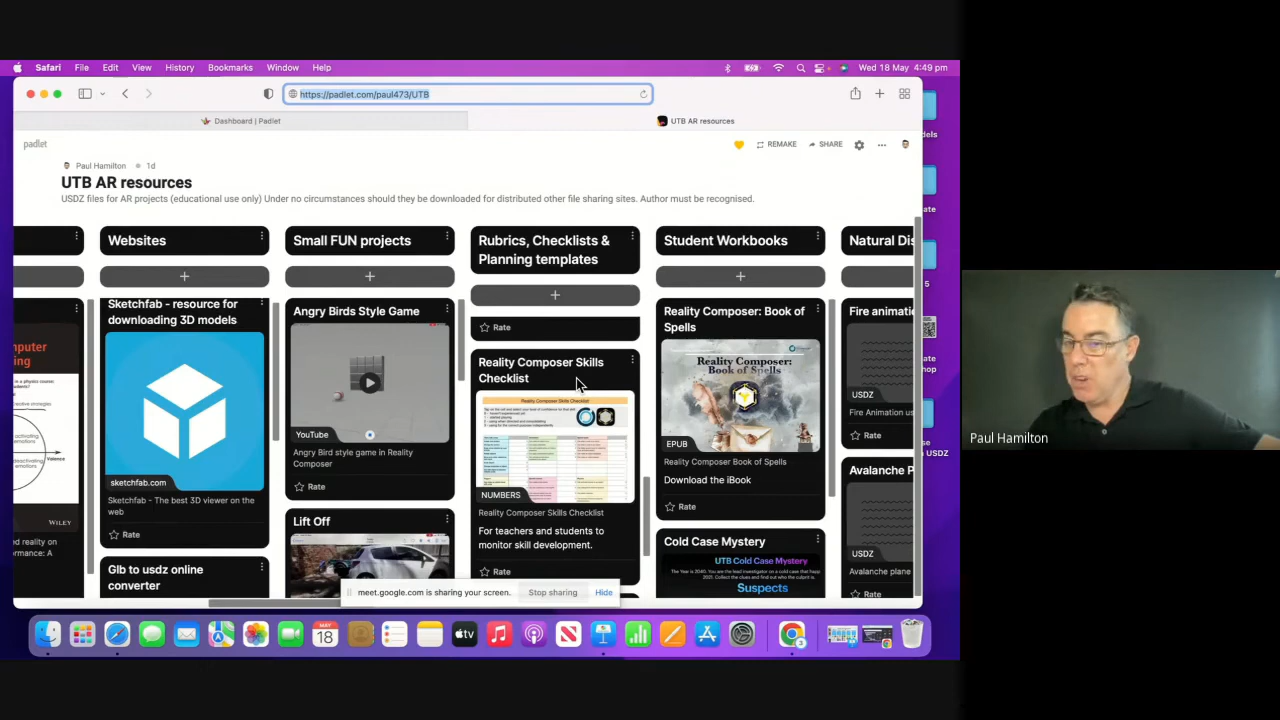 Safari File Edit View History Bookmarks Window Help
Wed 18 May 4:49 pm
https://padlet.com/paul473/UTB
Dashboard | Padlet
UTB AR resources
padlet
REMAKE
SHARE
Paul Hamilton
1d
UTB AR resources
USDZ files for AR projects (educational use only) Under no circumstances should they be downloaded for distributed other file sharing sites. Author must be recognised.
WILEY
Websites
+
Sketchfab - resource for
downloading 3D models
sketchfab.com
Sketchfab - The best 3D viewer on the
web
Rate
Glb to usdz online
converter
Small FUN projects
+
Angry Birds Style Game
YouTube
Angry Bird style game in Reality
Composer
Rate
Lift Off
Rubrics, Checklists &
Planning templates
+
Rate
Reality Composer Skills
Checklist
Reality Composer Skills Checklist
NUMBERS
Reality Composer Skills Checklist
For teachers and students to
monitor skill development.
Rate
Student Workbooks
+
Reality Composer: Book of
Spells
Reality Composer:
Book of Spells
EPUB
Reality Composer Book of Spells
Download the iBook
Rate
Cold Case Mystery
UTB Cold Case Mystery
Suspects
Natural Dis
Fire animatio
USDZ
Fire Animation us
Rate
Avalanche P
USDZ
Avalanche plane
Rate
meet.google.com is sharing your screen.
Stop sharing
Hide
MAY
18
tv
3
Paul Hamilton